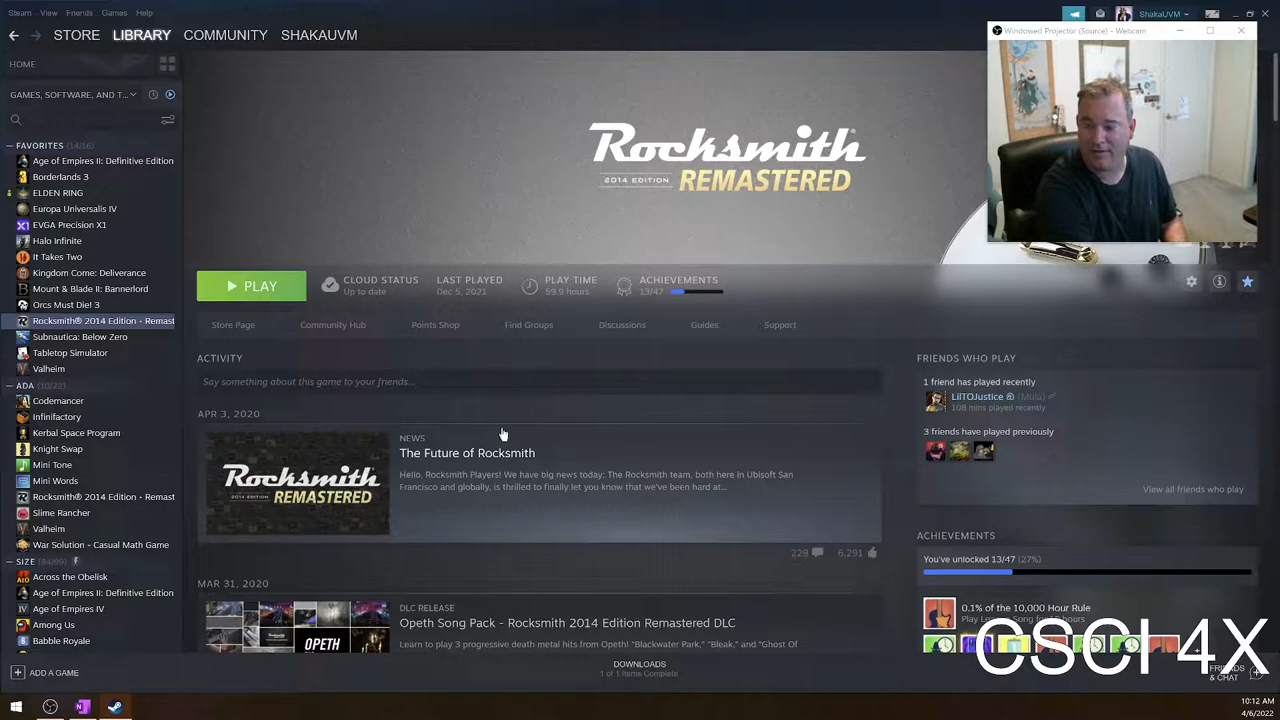 Steam View Friends Games Help
ShakaUVM
STORE LIBRARY COMMUNITY SHAKAUVM
Windowed Projector (Source) - Webcam
HOME
GAMES, SOFTWARE, AND T...
FAVORITES (14/16)
Age of Empires II: Definitive Edition
Borderlands 3
ELDEN RING
Europa Universalis IV
EVGA Precision X1
Halo Infinite
It Takes Two
Kingdom Come: Deliverance
Mount & Blade II: Bannerlord
Orcs Must Die! 3
Rocksmith® 2014 Edition - Remast
Subnautica: Below Zero
Tabletop Simulator
Valheim
ADA (10/22)
Codemancer
Infinifactory
Kerbal Space Program
Knight Swap
Mini Tone
Mini Words
Rocksmith® 2014 Edition - Remast
Slime Rancher
Valheim
War Solution - Casual Math Game
SIZE (84/99)
Across the Obelisk
Age of Empires II: Definitive Edition
Age of Empires IV
Among Us
Babble Royale
ADD A GAME
Rocksmith
2014 EDITION REMASTERED
PLAY
CLOUD STATUS
Up to date
LAST PLAYED
Dec 5, 2021
PLAY TIME
59.9 hours
ACHIEVEMENTS
13/47
Store Page Community Hub Points Shop Find Groups Discussions Guides Support
ACTIVITY
Say something about this game to your friends...
APR 3, 2020
Rocksmith
2014 EDITION REMASTERED
NEWS
The Future of Rocksmith
Hello, Rocksmith Players! We have big news today: The Rocksmith team, both here in Ubisoft San
Francisco and globally, is thrilled to finally let you know that we've been hard at...
229 6,291
MAR 31, 2020
OPETH
DLC RELEASE
Opeth Song Pack - Rocksmith 2014 Edition Remastered DLC
Learn to play 3 progressive death metal hits from Opeth! "Blackwater Park," "Bleak," and "Ghost Of
FRIENDS WHO PLAY
1 friend has played recently
LilTOJustice (Mula)
108 mins played recently
3 friends have played previously
View all friends who play
ACHIEVEMENTS
You've unlocked 13/47 (27%)
0.1% of the 10,000 Hour Rule
CSCI 4X
DOWNLOADS
1 of 1 Items Complete
FRIENDS
& CHAT
10:12 AM
4/6/2022